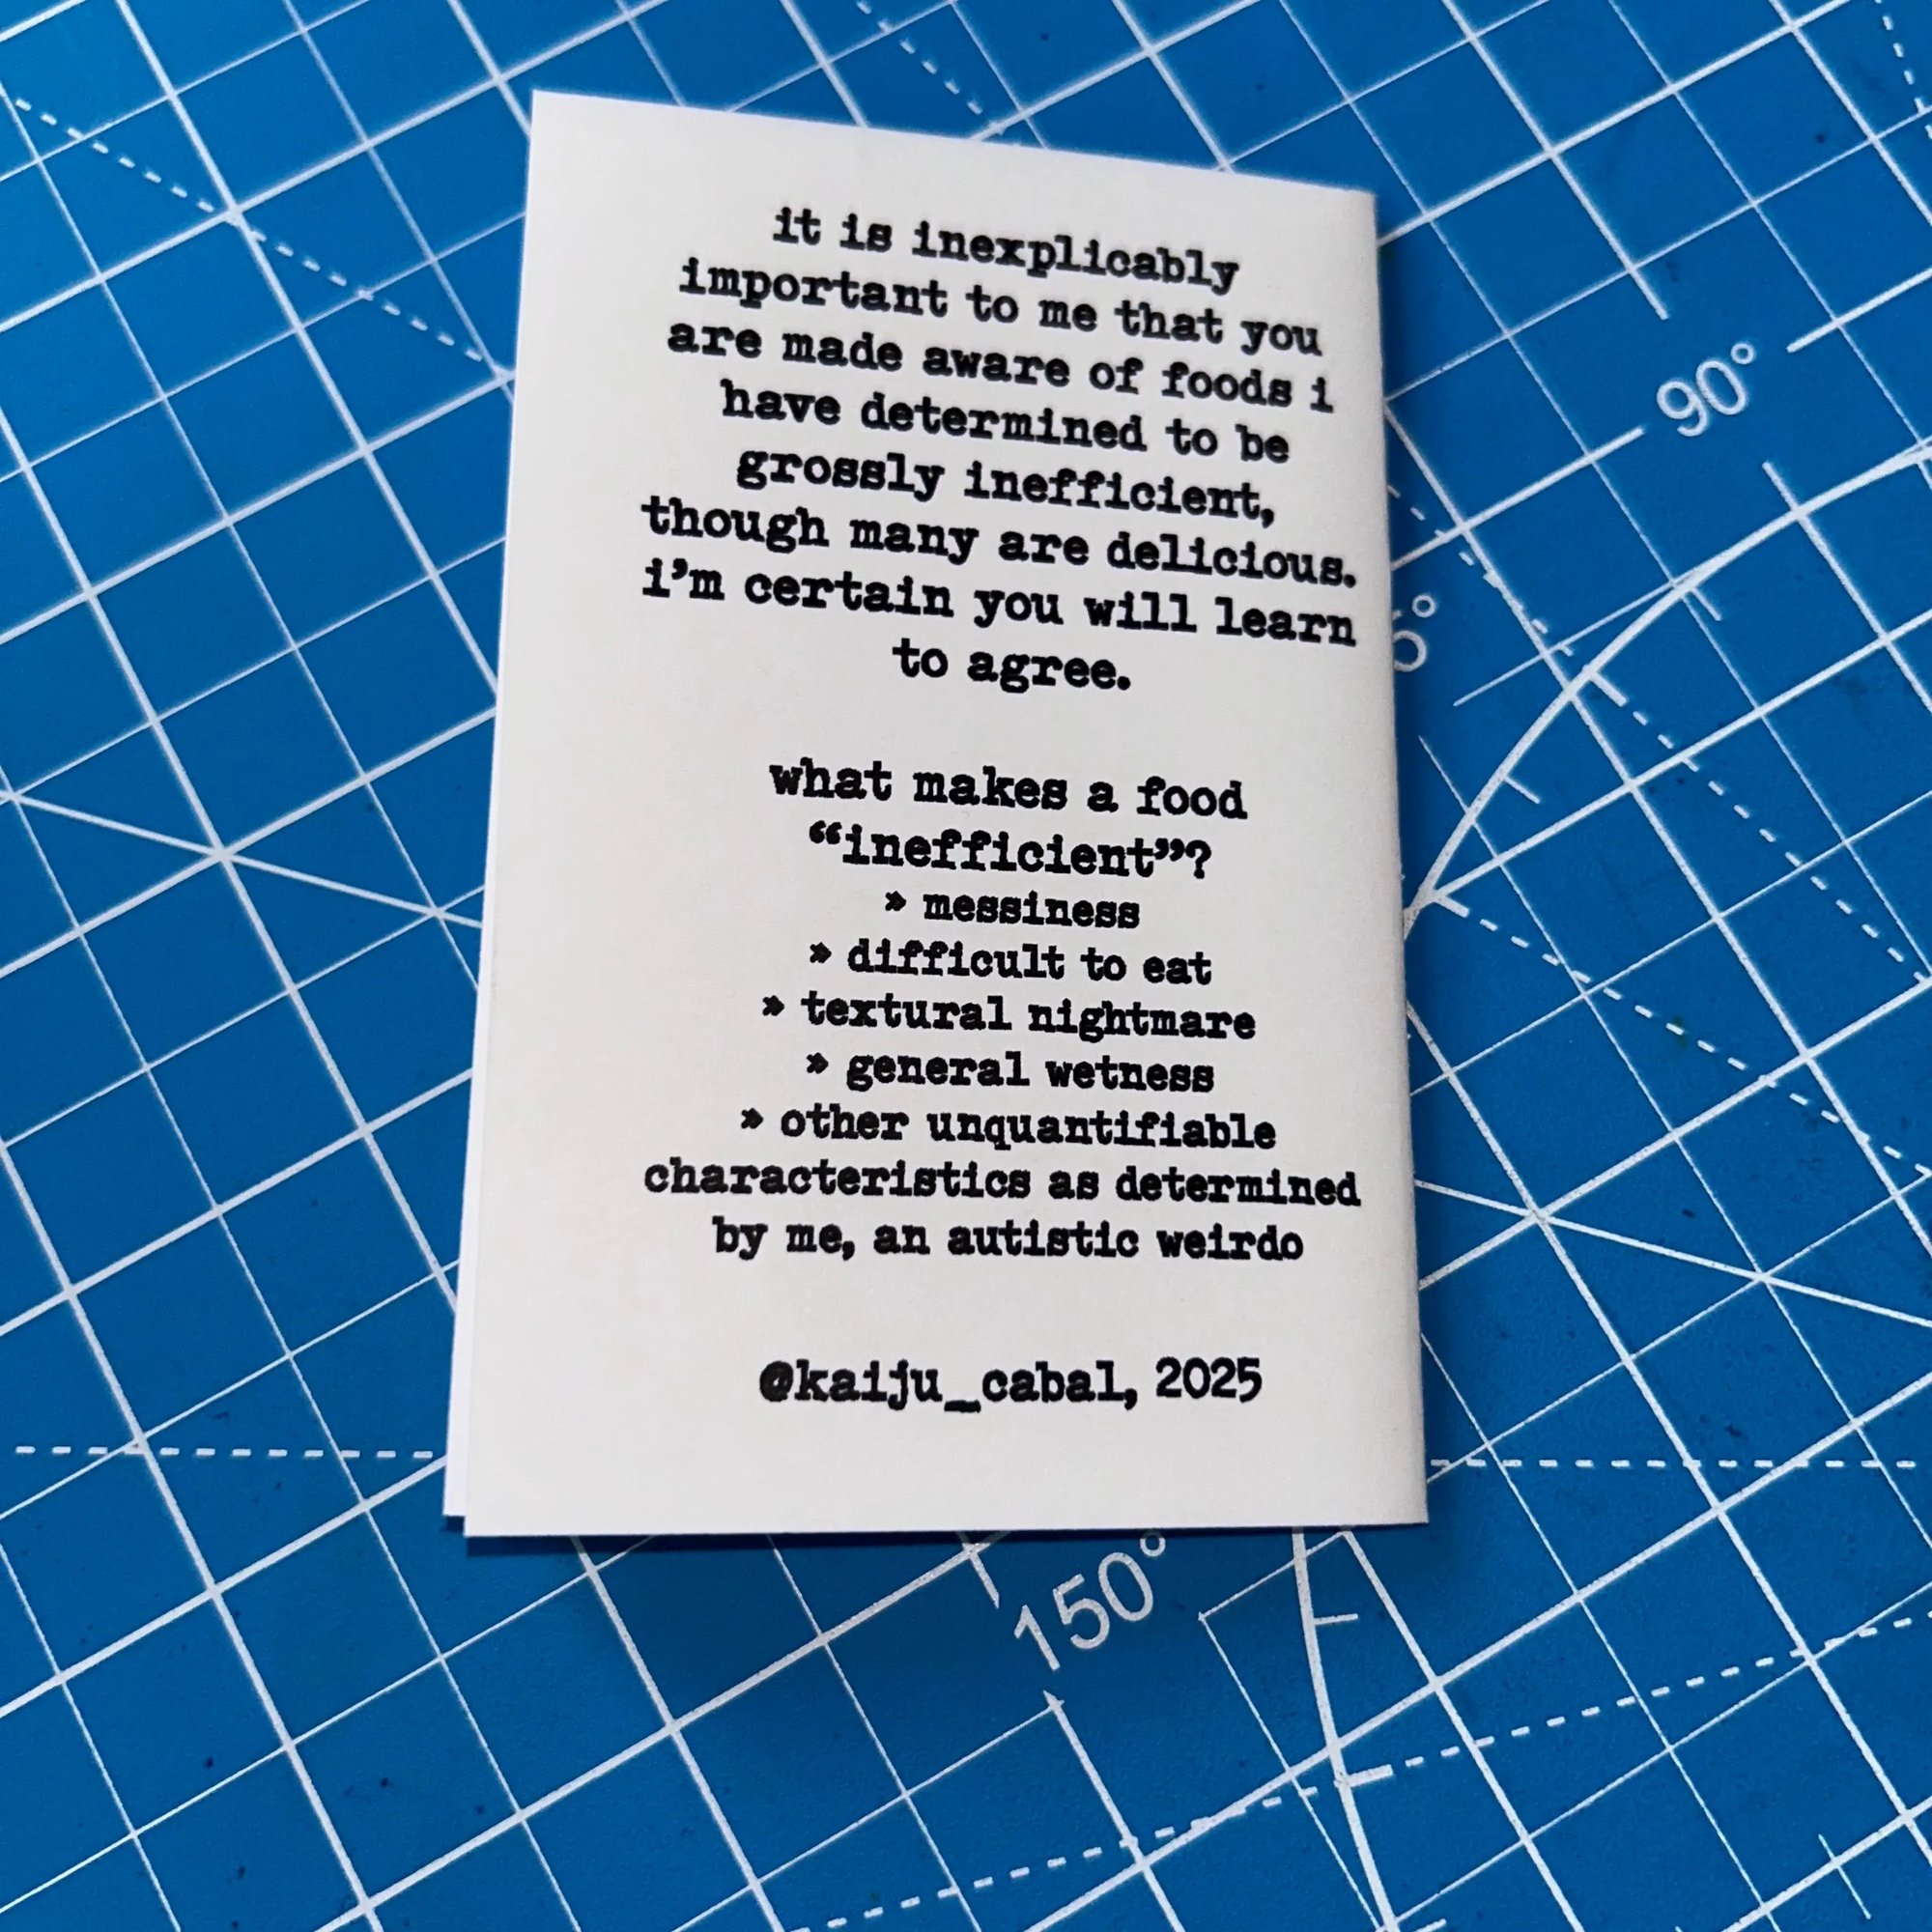 it is inexplicably
important to me that you
are made aware of foods i
have determined to be
grossly inefficient,
though many are delicious.
i’m certain you will learn
to agree.
what makes a food
“inefficient”?
» messiness
» difficult to eat
» textural nightmare
» general wetness
» other unquantifiable
characteristics as determined
by me, an autistic weirdo
@kaiju_cabal, 2025
90°
5°
150°